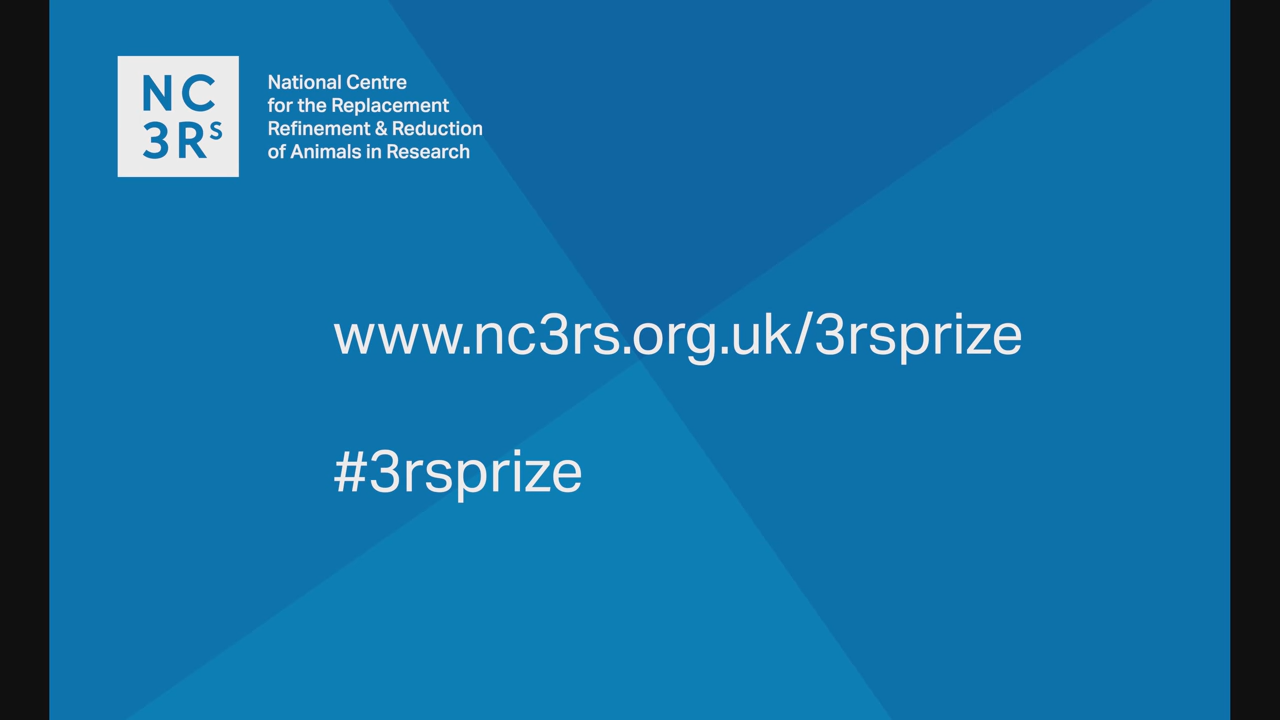 NC
3Rs
National Centre
for the Replacement
Refinement & Reduction
of Animals in Research
www.nc3rs.org.uk/3rsprize
#3rsprize